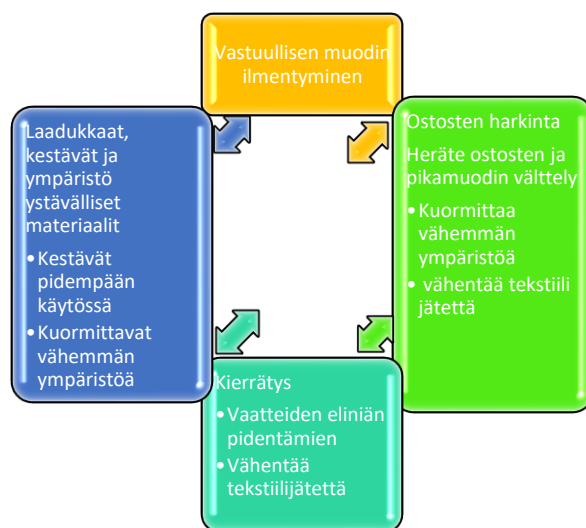 Vastuullisen muodin
ilmentyminen
Laadukkaat,
kestävät ja
ympäristö
ystävälliset
materiaalit
•Kestävät
pidempään
käytössä
•Kuormittavat
vähemmän
ympäristöä
Ostosten harkinta
Heräte ostosten ja
pikamuodin välttely
•Kuormittaa
vähemmän
ympäristöä
• vähentää tekstiili
jätettä
Kierrätys
•Vaatteiden eliniän
pidentämien
•Vähentää
tekstiilijätettä